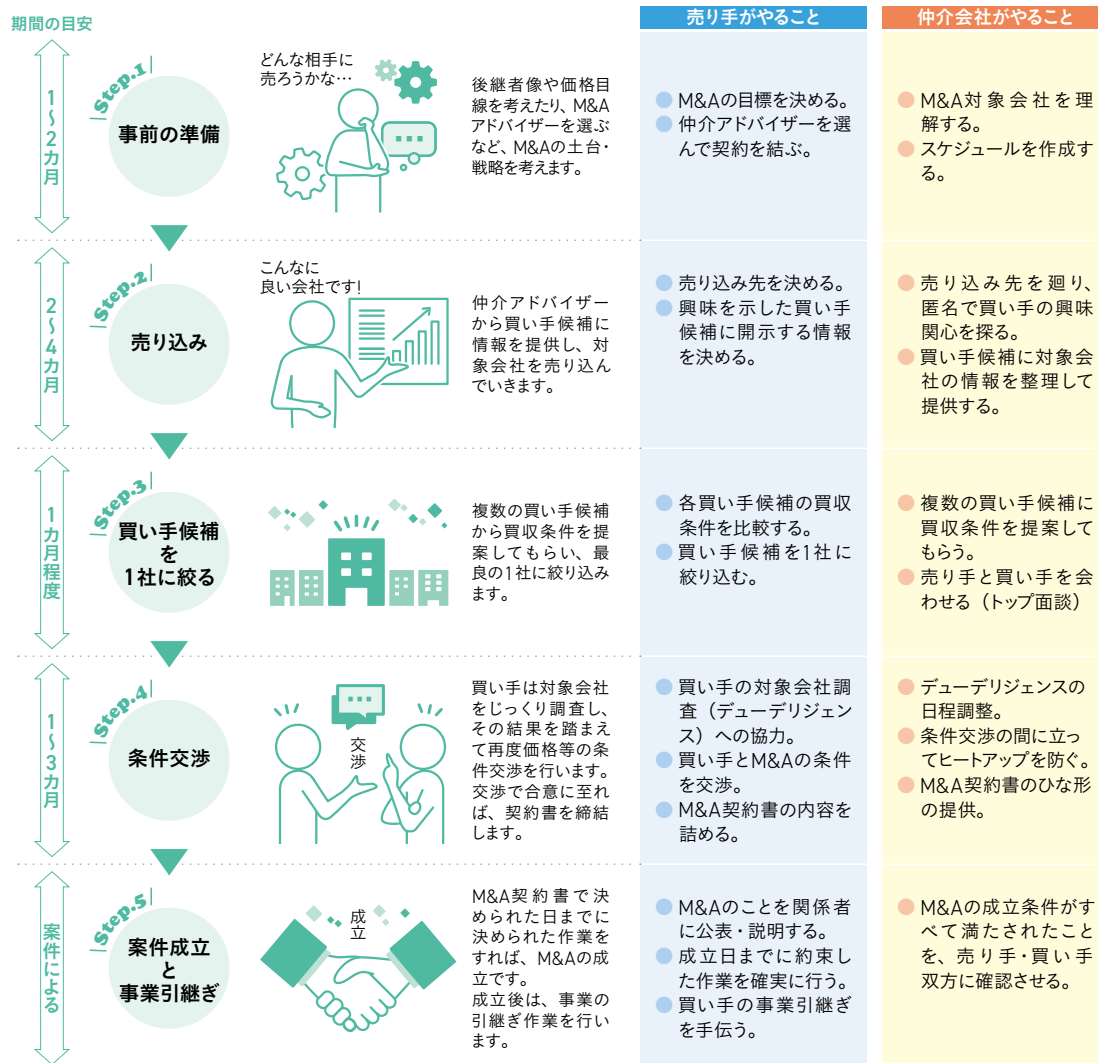 期間の目安
売り手がやること
仲介会社がやること
1〜2カ月
Step.1
事前の準備
どんな相手に
売ろうかな…
後継者像や価格目
線を考えたり、M&A
アドバイザーを選ぶ
など、M&Aの土台・
戦略を考えます。
M&Aの目標を決める。
仲介アドバイザーを選
んで契約を結ぶ。
M&A対象会社を理
解する。
スケジュールを作成す
る。
2〜4カ月
Step.2
売り込み
こんなに
良い会社です!
仲介アドバイザー
から買い手候補に
情報を提供し、対
象会社を売り込ん
でいきます。
売り込み先を決める。
興味を示した買い手
候補に開示する情報
を決める。
売り込み先を廻り、
匿名で買い手の興味
関心を探る。
買い手候補に対象会
社の情報を整理して
提供する。
1カ月程度
Step.3
買い手候補
を
1社に絞る
複数の買い手候補
から買収条件を提
案してもらい、最
良の1社に絞り込み
ます。
各買い手候補の買収
条件を比較する。
買い手候補を1社に
絞り込む。
複数の買い手候補に
買収条件を提案して
もらう。
売り手と買い手を会
わせる（トップ面談）
1〜3カ月
Step.4
条件交渉
交渉
買い手は対象会社
をじっくり調査し、
その結果を踏まえ
て再度価格等の条
件交渉を行います。
交渉で合意に至れ
ば、契約書を締結
します。
買い手の対象会社調
査（デューデリジェン
ス）への協力。
買い手とM&Aの条件
を交渉。
M&A契約書の内容を
詰める。
デューデリジェンスの
日程調整。
条件交渉の間に立っ
てヒートアップを防ぐ。
M&A契約書のひな形
の提供。
案件による
Step.5
案件成立
と
事業引継ぎ
成立
M&A契約書で決
められた日までに
決められた作業を
すれば、M&Aの成
立です。
成立後は、事業の
引継ぎ作業を行い
ます。
M&Aのことを関係者
に公表・説明する。
成立日までに約束し
た作業を確実に行う。
買い手の事業引継ぎ
を手伝う。
M&Aの成立条件がす
べて満たされたこと
を、売り手・買い手
双方に確認させる。